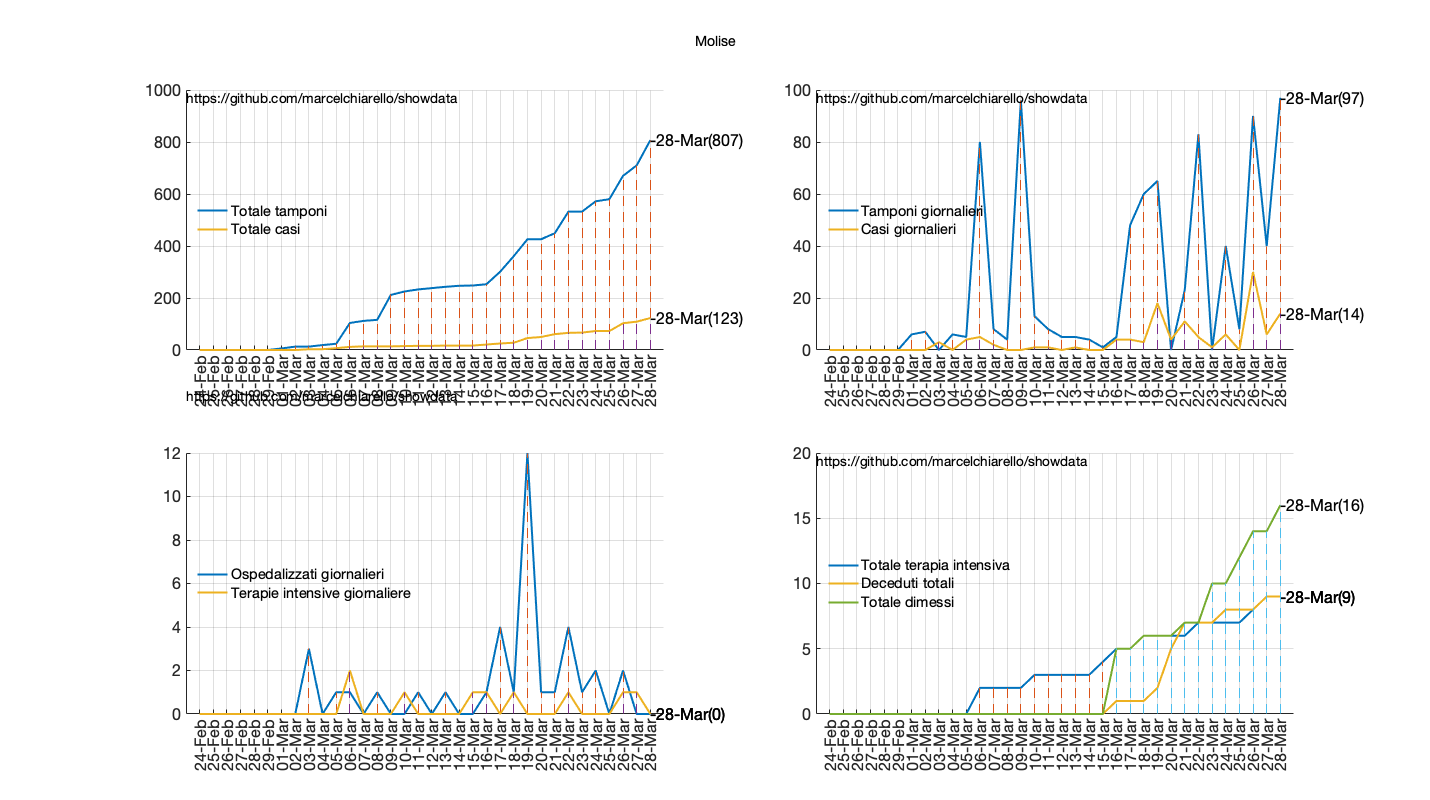 Molise
1000
800
600
400
200
0
https://github.com/marcelchiarello/showdata
Totale tamponi
Totale casi
28-Mar(807)
28-Mar(123)
24-Feb
25-Feb
26-Feb
27-Feb
28-Feb
29-Feb
01-Mar
02-Mar
03-Mar
04-Mar
05-Mar
06-Mar
07-Mar
08-Mar
09-Mar
10-Mar
11-Mar
12-Mar
13-Mar
14-Mar
15-Mar
16-Mar
17-Mar
18-Mar
19-Mar
20-Mar
21-Mar
22-Mar
23-Mar
24-Mar
25-Mar
26-Mar
27-Mar
28-Mar
100
80
60
40
20
0
https://github.com/marcelchiarello/showdata
Tamponi giornalieri
Casi giornalieri
28-Mar(97)
28-Mar(14)
24-Feb
25-Feb
26-Feb
27-Feb
28-Feb
29-Feb
01-Mar
02-Mar
03-Mar
04-Mar
05-Mar
06-Mar
07-Mar
08-Mar
09-Mar
10-Mar
11-Mar
12-Mar
13-Mar
14-Mar
15-Mar
16-Mar
17-Mar
18-Mar
19-Mar
20-Mar
21-Mar
22-Mar
23-Mar
24-Mar
25-Mar
26-Mar
27-Mar
28-Mar
https://github.com/marcelchiarello/showdata
12
10
8
6
4
2
0
Ospedalizzati giornalieri
Terapie intensive giornaliere
28-Mar(0)
24-Feb
25-Feb
26-Feb
27-Feb
28-Feb
29-Feb
01-Mar
02-Mar
03-Mar
04-Mar
05-Mar
06-Mar
07-Mar
08-Mar
09-Mar
10-Mar
11-Mar
12-Mar
13-Mar
14-Mar
15-Mar
16-Mar
17-Mar
18-Mar
19-Mar
20-Mar
21-Mar
22-Mar
23-Mar
24-Mar
25-Mar
26-Mar
27-Mar
28-Mar
20
15
10
5
0
https://github.com/marcelchiarello/showdata
Totale terapia intensiva
Deceduti totali
Totale dimessi
28-Mar(16)
28-Mar(9)
24-Feb
25-Feb
26-Feb
27-Feb
28-Feb
29-Feb
01-Mar
02-Mar
03-Mar
04-Mar
05-Mar
06-Mar
07-Mar
08-Mar
09-Mar
10-Mar
11-Mar
12-Mar
13-Mar
14-Mar
15-Mar
16-Mar
17-Mar
18-Mar
19-Mar
20-Mar
21-Mar
22-Mar
23-Mar
24-Mar
25-Mar
26-Mar
27-Mar
28-Mar